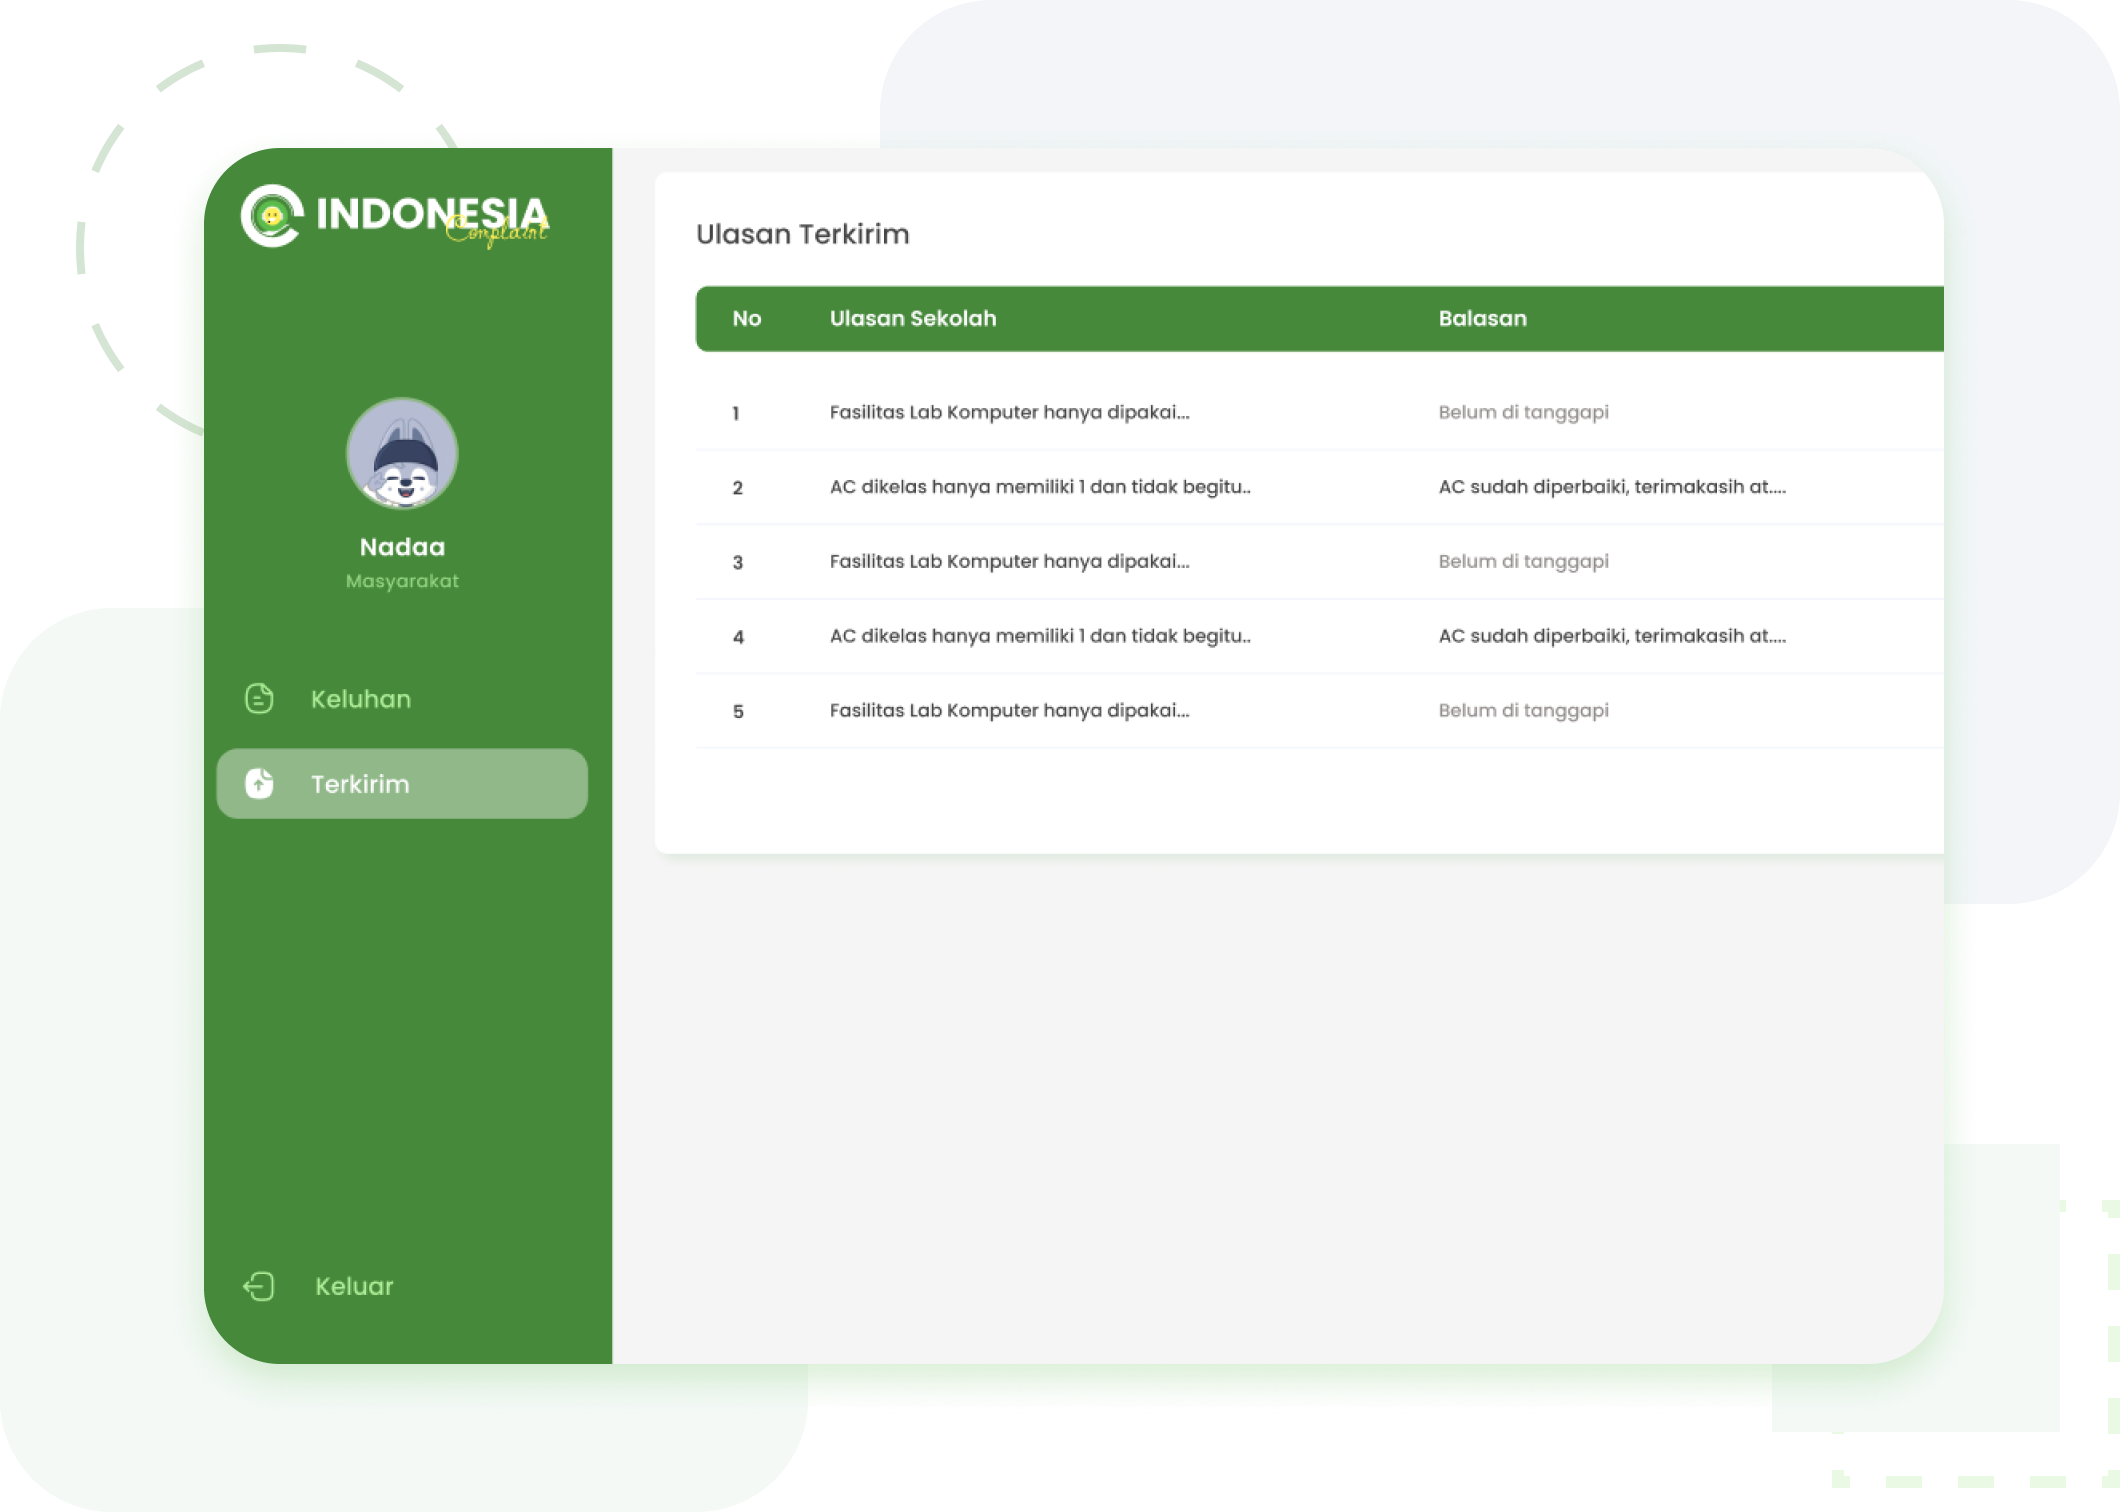 INDONESIA
Complaint
Nadaa
Masyarakat
Keluhan
Terkirim
Keluar
Ulasan Terkirim
No Ulasan Sekolah Balasan
1 Fasilitas Lab Komputer hanya dipakai... Belum di tanggapi
2 AC dikelas hanya memiliki 1 dan tidak begitu.. AC sudah diperbaiki, terimakasih at....
3 Fasilitas Lab Komputer hanya dipakai... Belum di tanggapi
4 AC dikelas hanya memiliki 1 dan tidak begitu.. AC sudah diperbaiki, terimakasih at....
5 Fasilitas Lab Komputer hanya dipakai... Belum di tanggapi